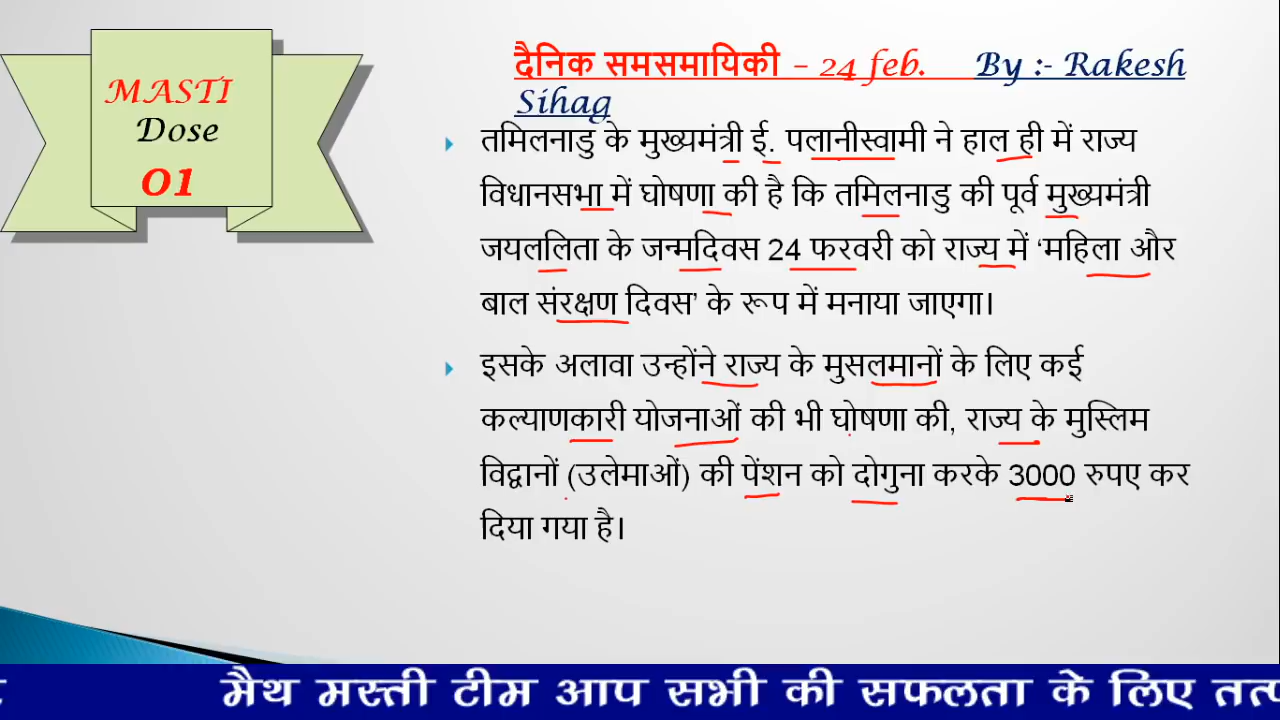 MASTI
Dose
01
दैनिक समसमायिकी – 24 feb. By :- Rakesh
Sihag
तमिलनाडु के मुख्यमंत्री ई. पलानीस्वामी ने हाल ही में राज्य
विधानसभा में घोषणा की है कि तमिलनाडु की पूर्व मुख्यमंत्री
जयललिता के जन्मदिवस 24 फरवरी को राज्य में ‘महिला और
बाल संरक्षण दिवस’ के रूप में मनाया जाएगा।
इसके अलावा उन्होंने राज्य के मुसलमानों के लिए कई
कल्याणकारी योजनाओं की भी घोषणा की, राज्य के मुस्लिम
विद्वानों (उलेमाओं) की पेंशन को दोगुना करके 3000 रुपए कर
दिया गया है।
मैथ मस्ती टीम आप सभी की सफलता के लिए